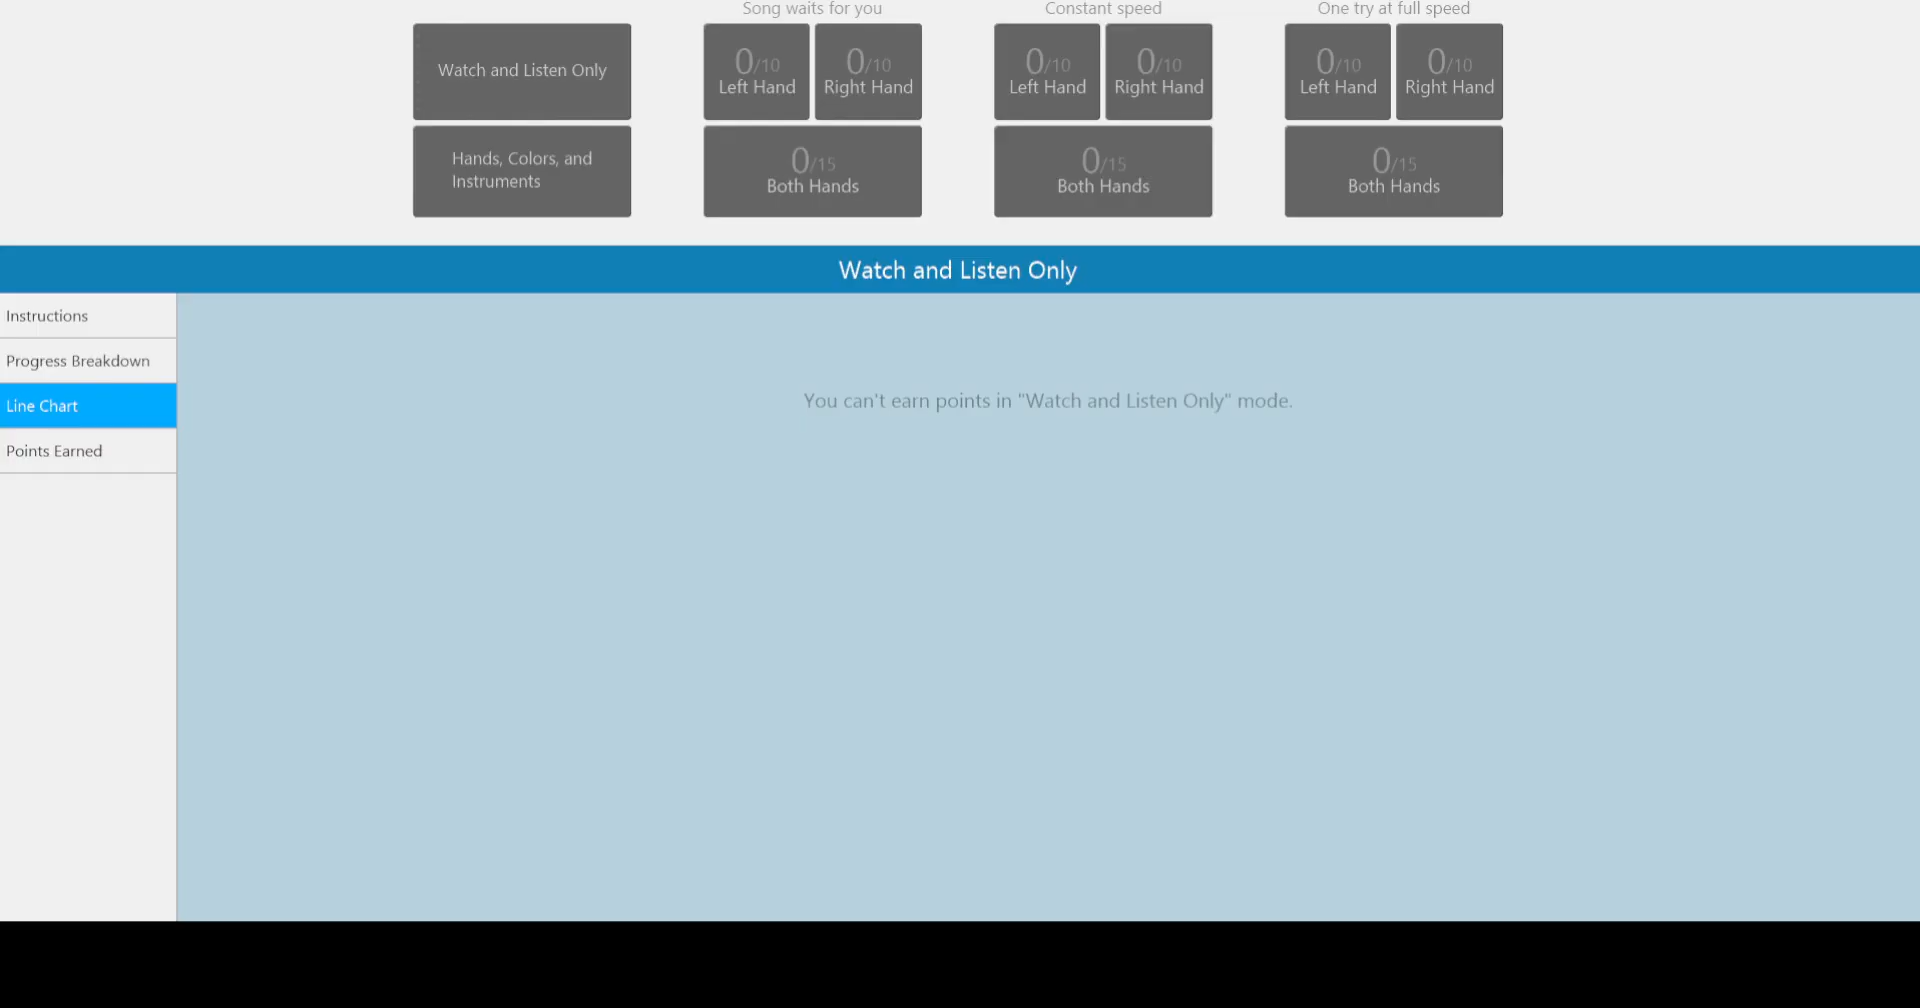 Song waits for you
Constant speed
One try at full speed
Watch and Listen Only
0/10
Left Hand
0/10
Right Hand
0/10
Left Hand
0/10
Right Hand
0/10
Left Hand
0/10
Right Hand
Hands, Colors, and
Instruments
0/15
Both Hands
0/15
Both Hands
0/15
Both Hands
Watch and Listen Only
Instructions
Progress Breakdown
Line Chart
Points Earned
You can't earn points in "Watch and Listen Only" mode.